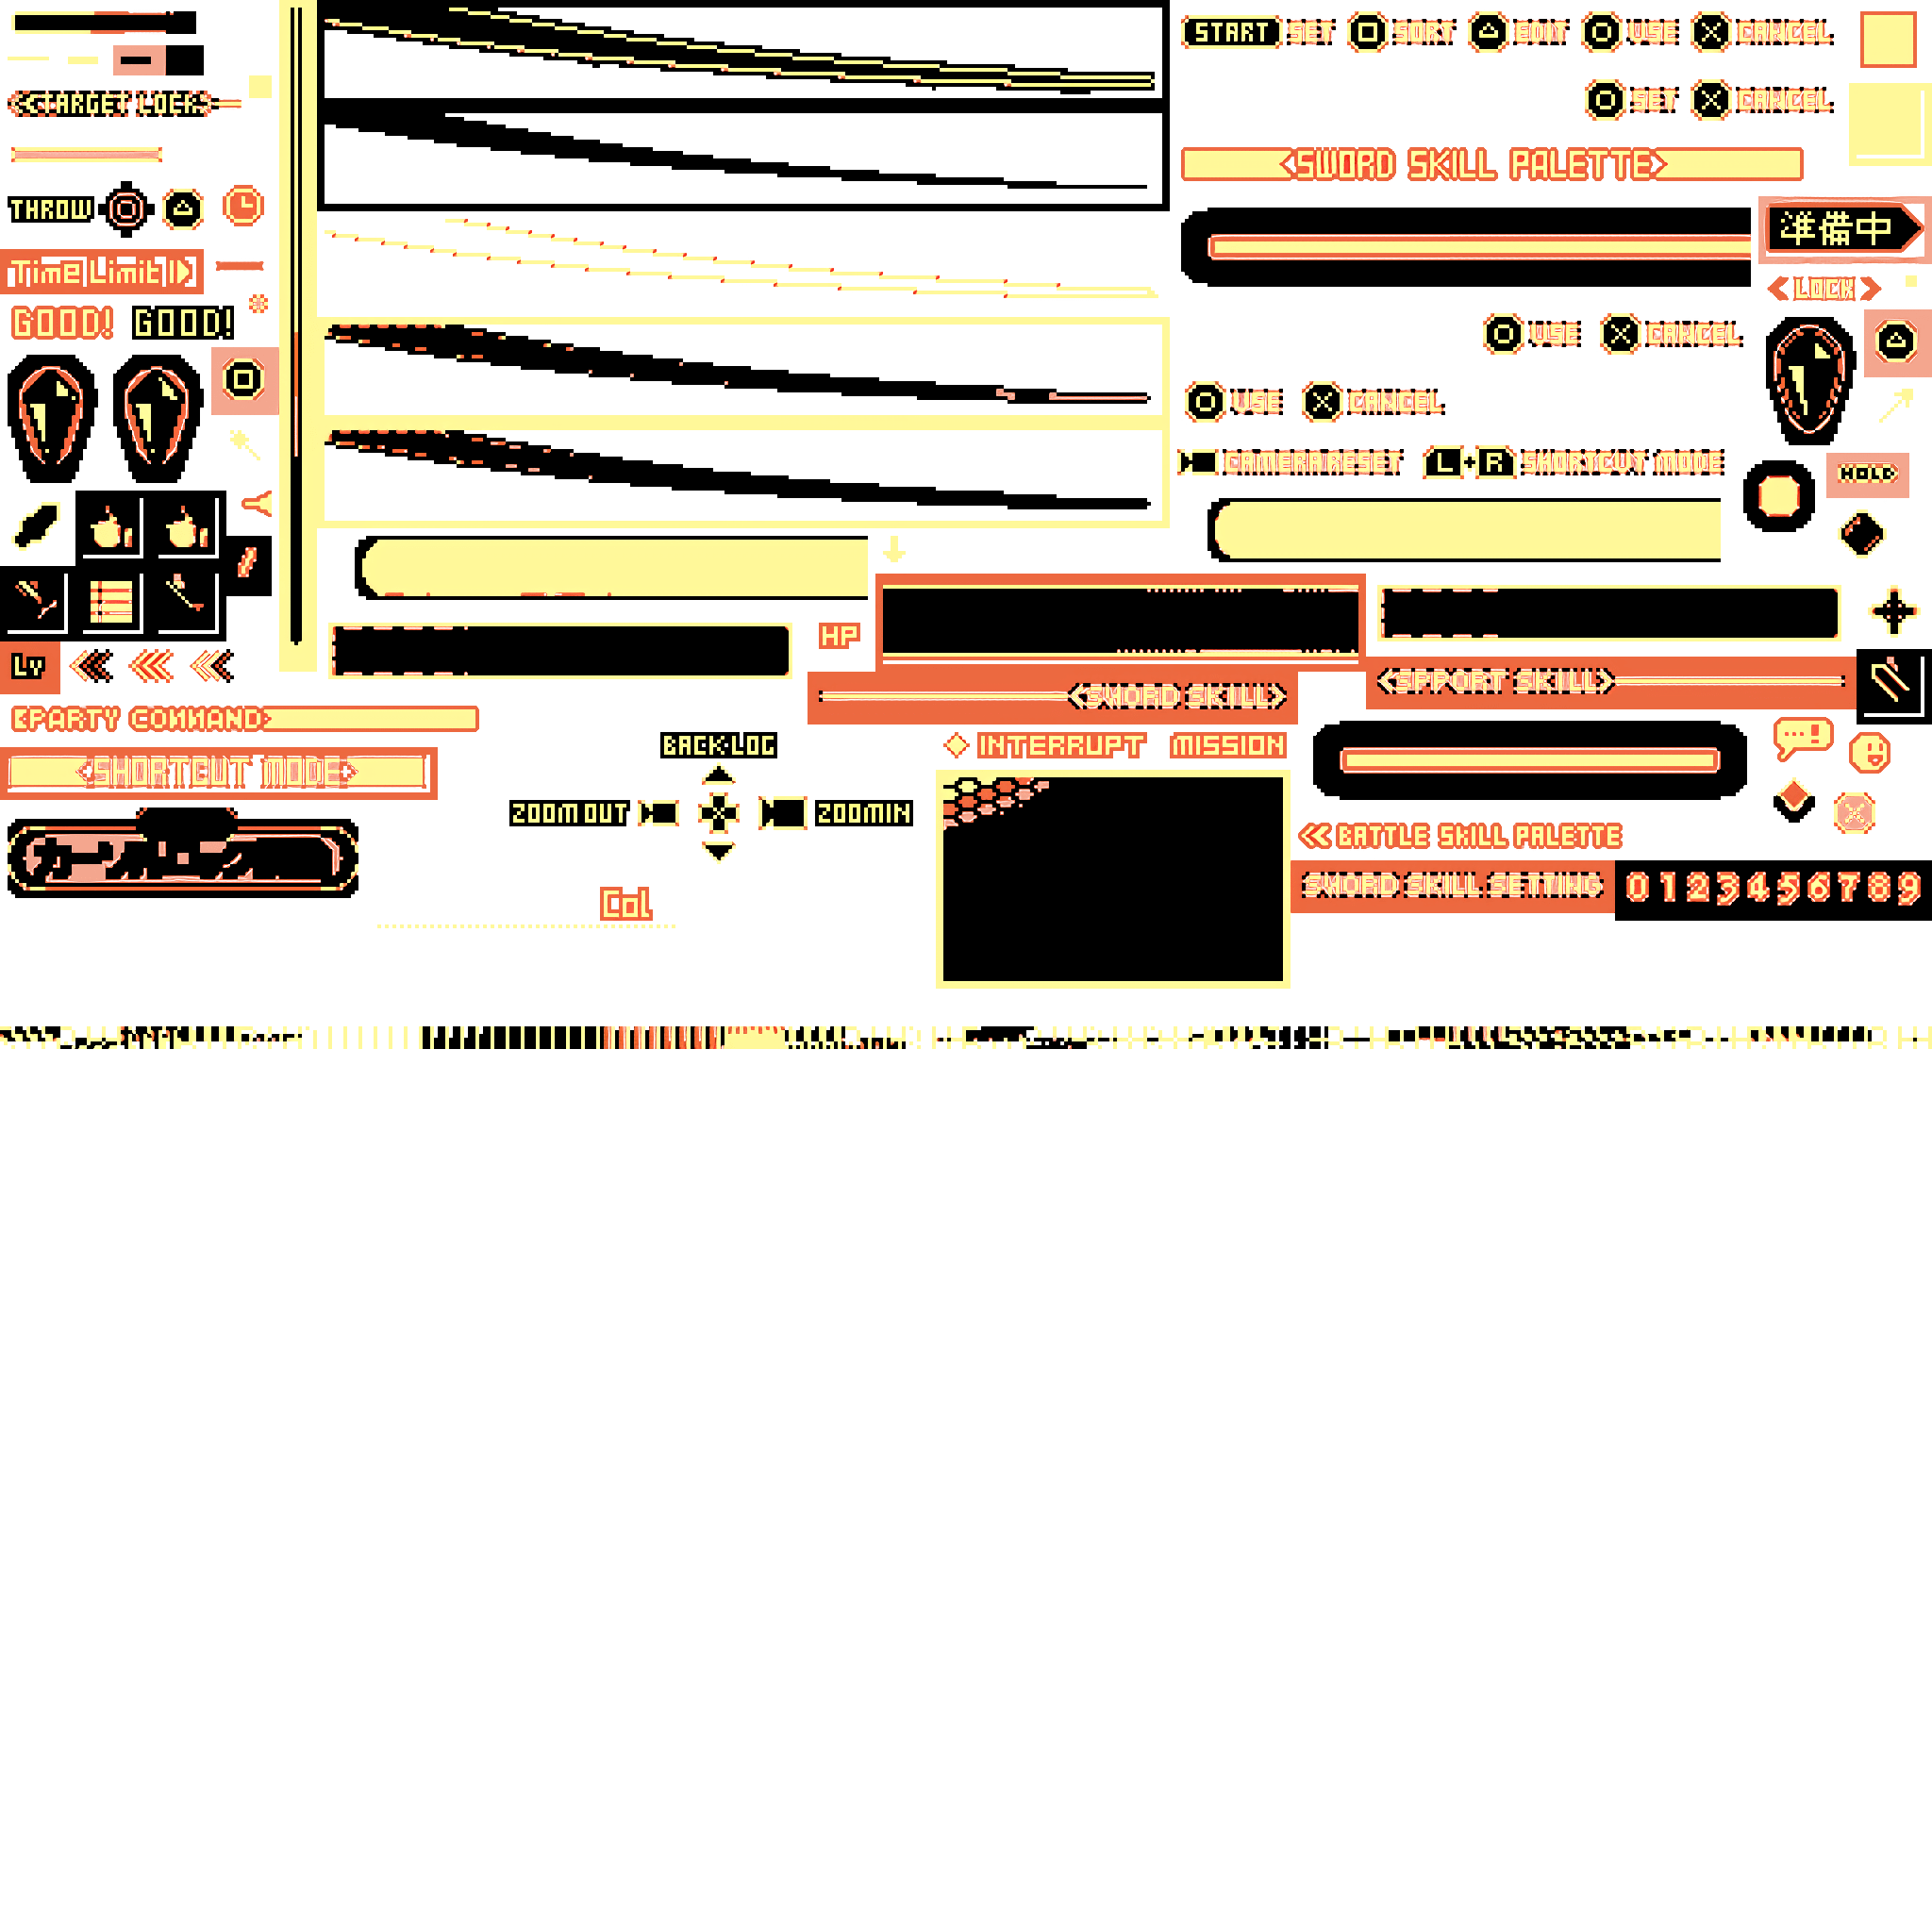 START SET SORT EDIT USE CANCEL
SET CANCEL
<<TARGET LOCK>>
<SWORD SKILL PALETTE>
THROW
準備中
Time Limit
<LOCK>
GOOD! GOOD!
USE CANCEL
USE CANCEL
CAMERA RESET L+R SHORTCUT MODE
HOLD
HP
Lv
<SPPORT SKILL>
<SWORD SKILL>
<PARTY COMMAND>
BACK LOG
INTERRUPT MISSION
<SHORTCUT MODE>
ZOOM OUT ZOOM IN
<<BATTLE SKILL PALETTE
SWORD SKILL SETTING 0 1 2 3 4 5 6 7 8 9
Col